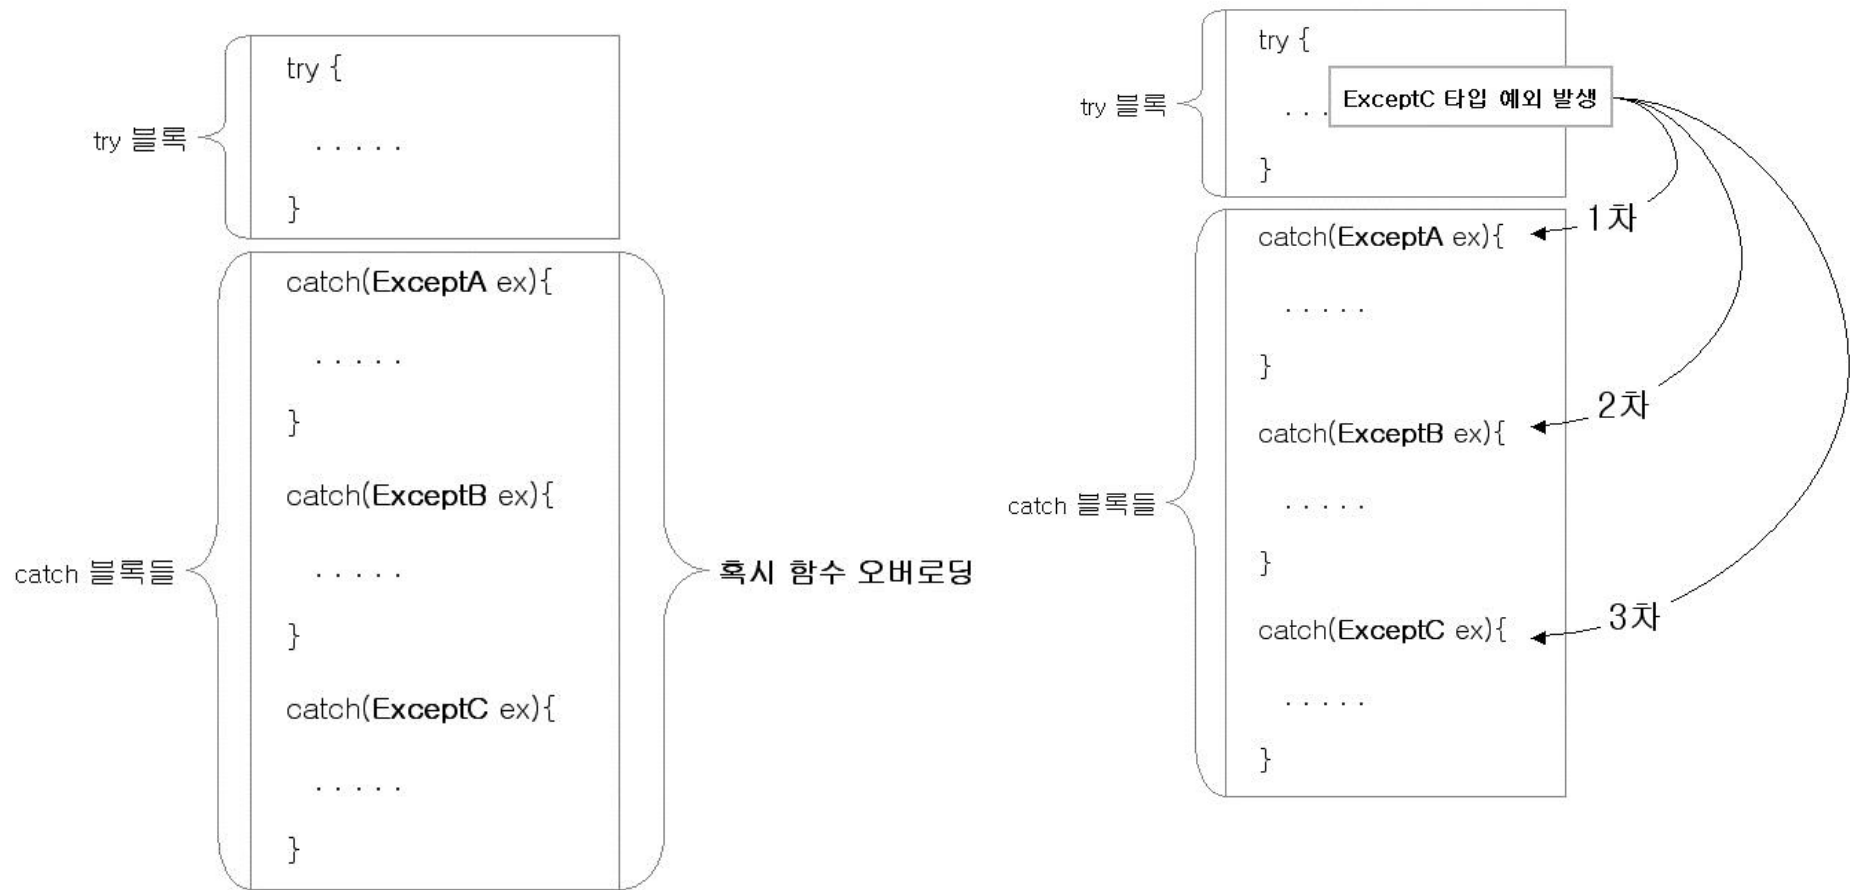 try {
try 블록
. . . . .
}
catch(ExceptA ex){
. . . . .
}
catch(ExceptB ex){
catch 블록들
. . . . .
혹시 함수 오버로딩
}
catch(ExceptC ex){
. . . . .
}
try {
ExceptC 타입 예외 발생
try 블록
. . .
}
1차
catch(ExceptA ex){
. . . . .
}
2차
catch(ExceptB ex){
catch 블록들
. . . . .
}
3차
catch(ExceptC ex){
. . . . .
}